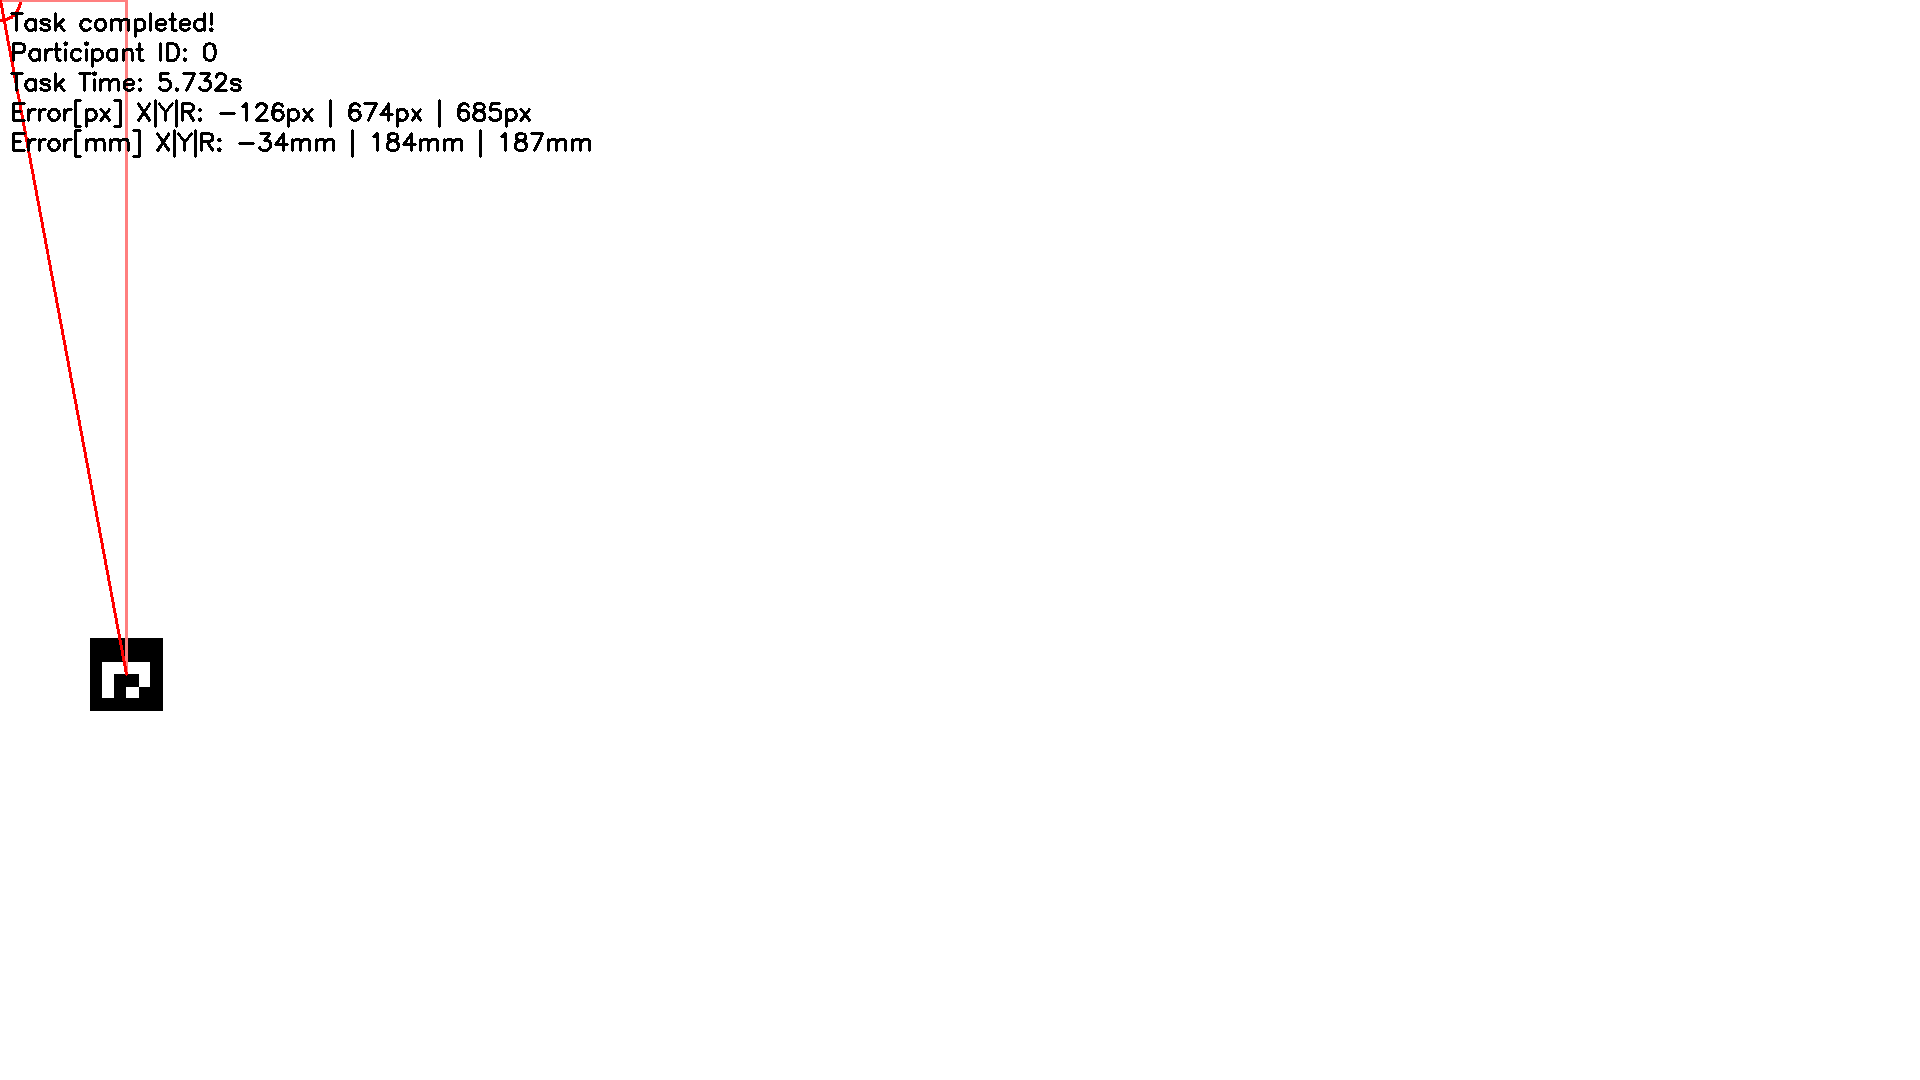 Task completed!
Participant ID: 0
Task Time: 5.732s
Error[px] X|Y|R: -126px | 674px | 685px
Error[mm] X|Y|R: -34mm | 184mm | 187mm